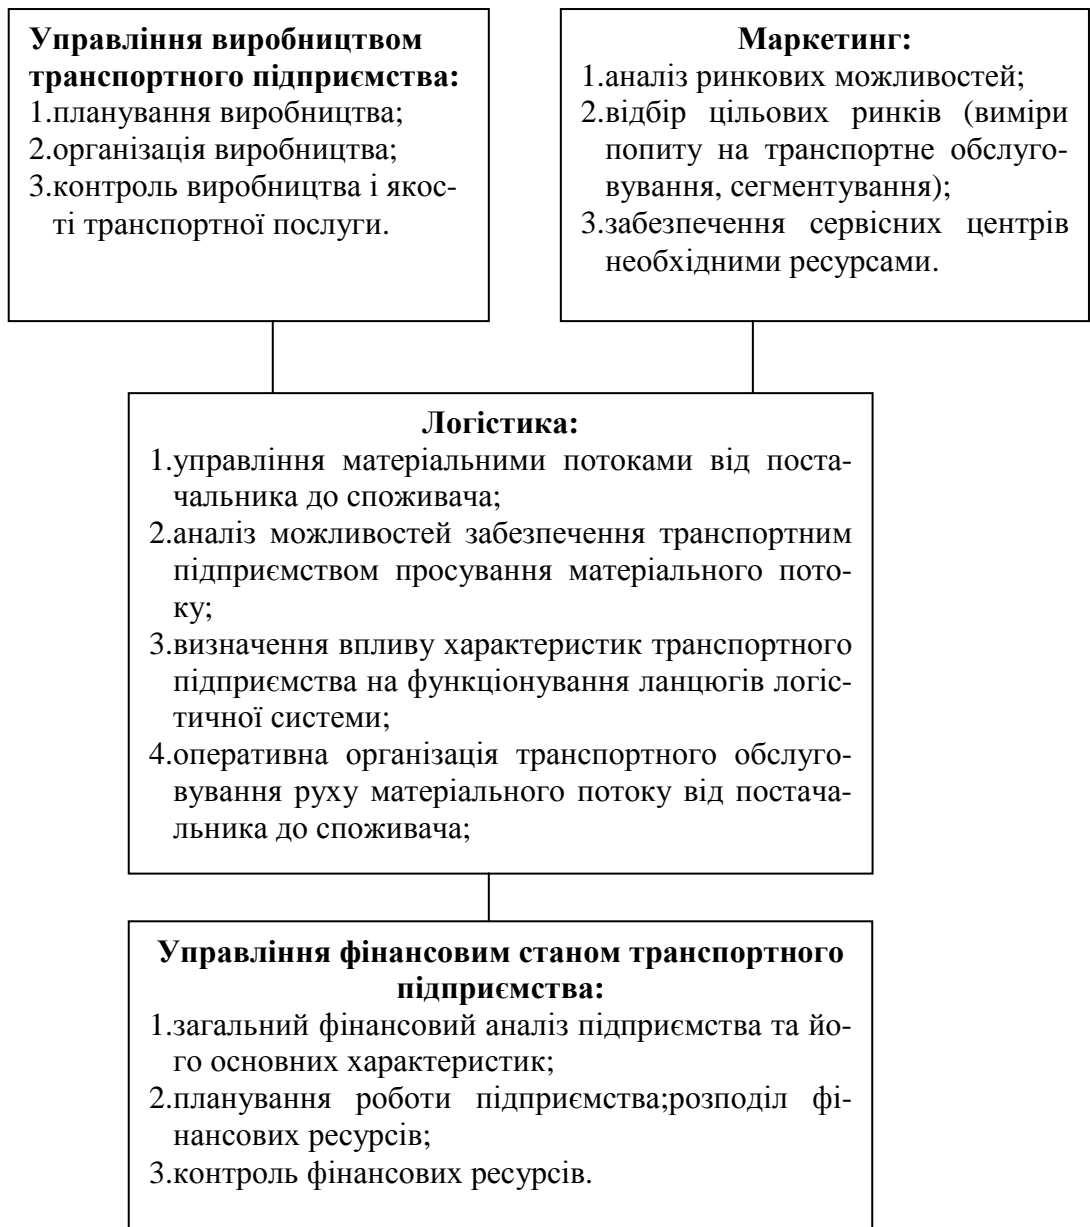 Управління виробництвом
транспортного підприємства:
1.планування виробництва;
2.організація виробництва;
3.контроль виробництва і якос-
ті транспортної послуги.
Маркетинг:
1.аналіз ринкових можливостей;
2.відбір цільових ринків (виміри
попиту на транспортне обслуго-
вування, сегментування);
3.забезпечення сервісних центрів
необхідними ресурсами.
Логістика:
1.управління матеріальними потоками від поста-
чальника до споживача;
2.аналіз можливостей забезпечення транспортним
підприємством просування матеріального пото-
ку;
3.визначення впливу характеристик транспортного
підприємства на функціонування ланцюгів логіс-
тичної системи;
4.оперативна організація транспортного обслуго-
вування руху матеріального потоку від постача-
льника до споживача;
Управління фінансовим станом транспортного
підприємства:
1.загальний фінансовий аналіз підприємства та йо-
го основних характеристик;
2.планування роботи підприємства;розподіл фі-
нансових ресурсів;
3.контроль фінансових ресурсів.